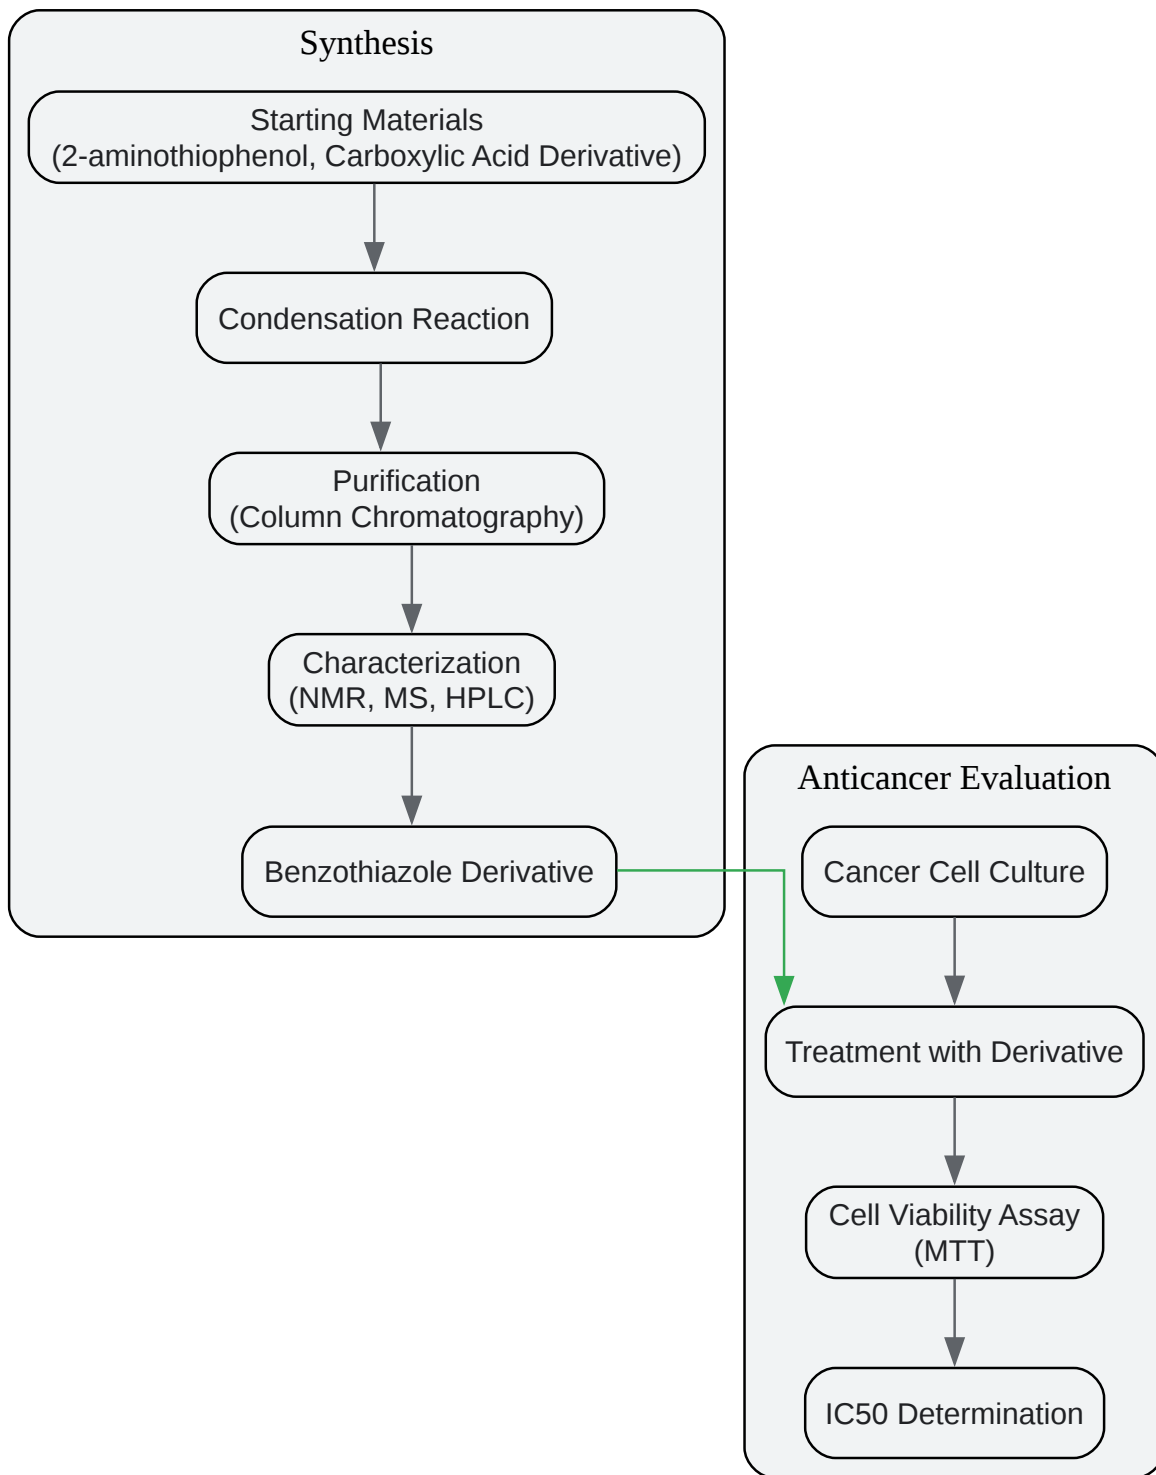 Synthesis
Starting Materials
(2-aminothiophenol, Carboxylic Acid Derivative)
Condensation Reaction
Purification
(Column Chromatography)
Characterization
(NMR, MS, HPLC)
Benzothiazole Derivative
Anticancer Evaluation
Cancer Cell Culture
Treatment with Derivative
Cell Viability Assay
(MTT)
IC50 Determination